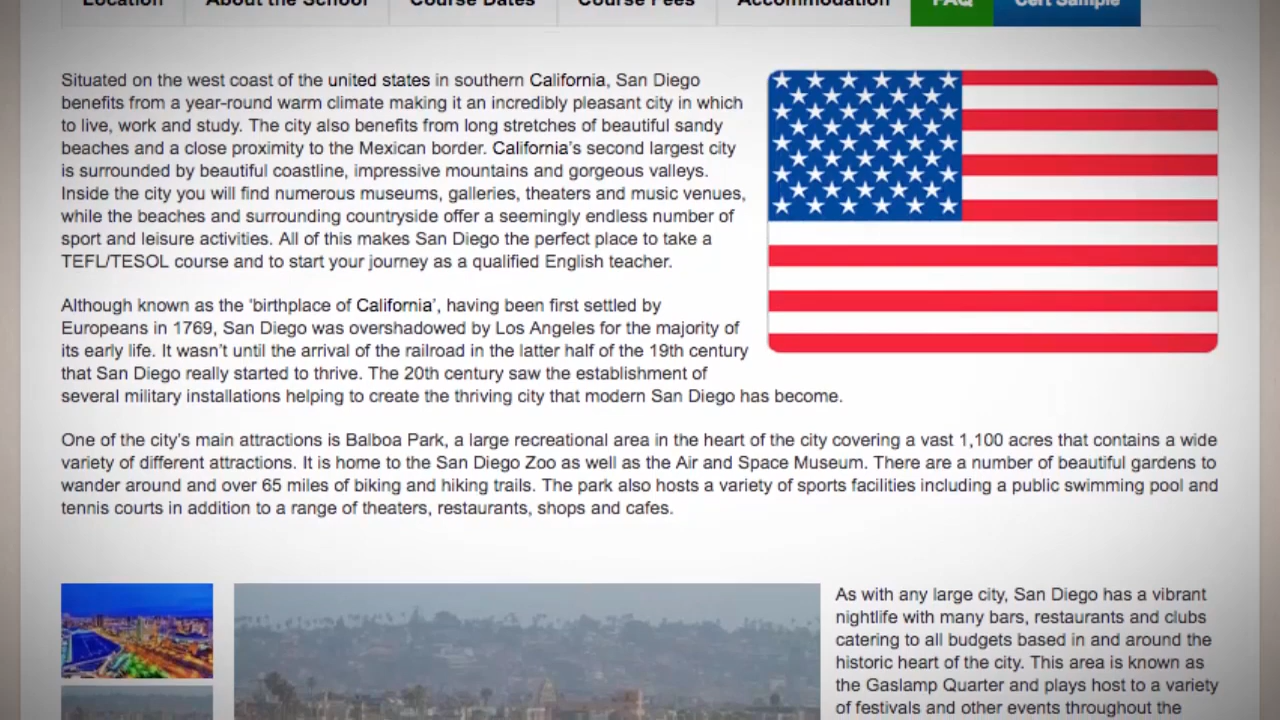 Location
About the School
Course Dates
Course Fees
Accommodation
FAQ
Cert Sample
Situated on the west coast of the united states in southern California, San Diego
benefits from a year-round warm climate making it an incredibly pleasant city in which
to live, work and study. The city also benefits from long stretches of beautiful sandy
beaches and a close proximity to the Mexican border. California's second largest city
is surrounded by beautiful coastline, impressive mountains and gorgeous valleys.
Inside the city you will find numerous museums, galleries, theaters and music venues,
while the beaches and surrounding countryside offer a seemingly endless number of
sport and leisure activities. All of this makes San Diego the perfect place to take a
TEFL/TESOL course and to start your journey as a qualified English teacher.
Although known as the 'birthplace of California', having been first settled by
Europeans in 1769, San Diego was overshadowed by Los Angeles for the majority of
its early life. It wasn't until the arrival of the railroad in the latter half of the 19th century
that San Diego really started to thrive. The 20th century saw the establishment of
several military installations helping to create the thriving city that modern San Diego has become.
One of the city's main attractions is Balboa Park, a large recreational area in the heart of the city covering a vast 1,100 acres that contains a wide
variety of different attractions. It is home to the San Diego Zoo as well as the Air and Space Museum. There are a number of beautiful gardens to
wander around and over 65 miles of biking and hiking trails. The park also hosts a variety of sports facilities including a public swimming pool and
tennis courts in addition to a range of theaters, restaurants, shops and cafes.
As with any large city, San Diego has a vibrant
nightlife with many bars, restaurants and clubs
catering to all budgets based in and around the
historic heart of the city. This area is known as
the Gaslamp Quarter and plays host to a variety
of festivals and other events throughout the